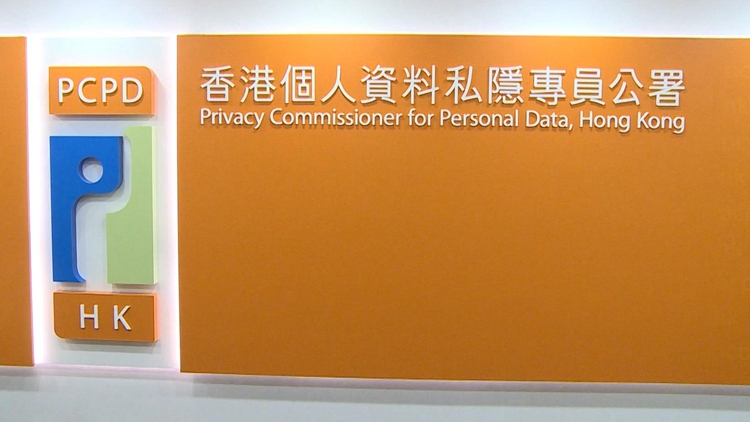 PCPD
HK
香港個人資料私隱專員公署
Privacy Commissioner for Personal Data, Hong Kong